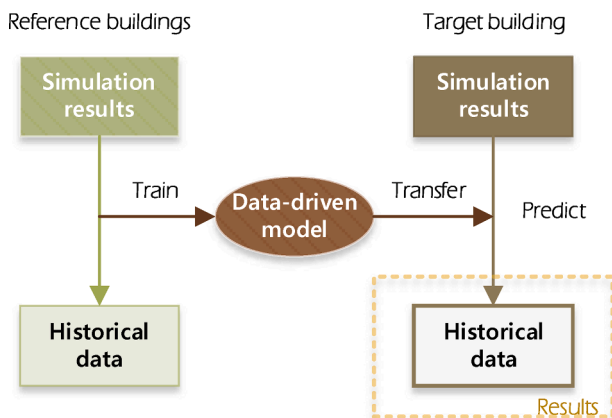 Reference buildings
Target building
Simulation
results
Simulation
results
Train
Data-driven
model
Transfer
Predict
Historical
data
Historical
data
Results